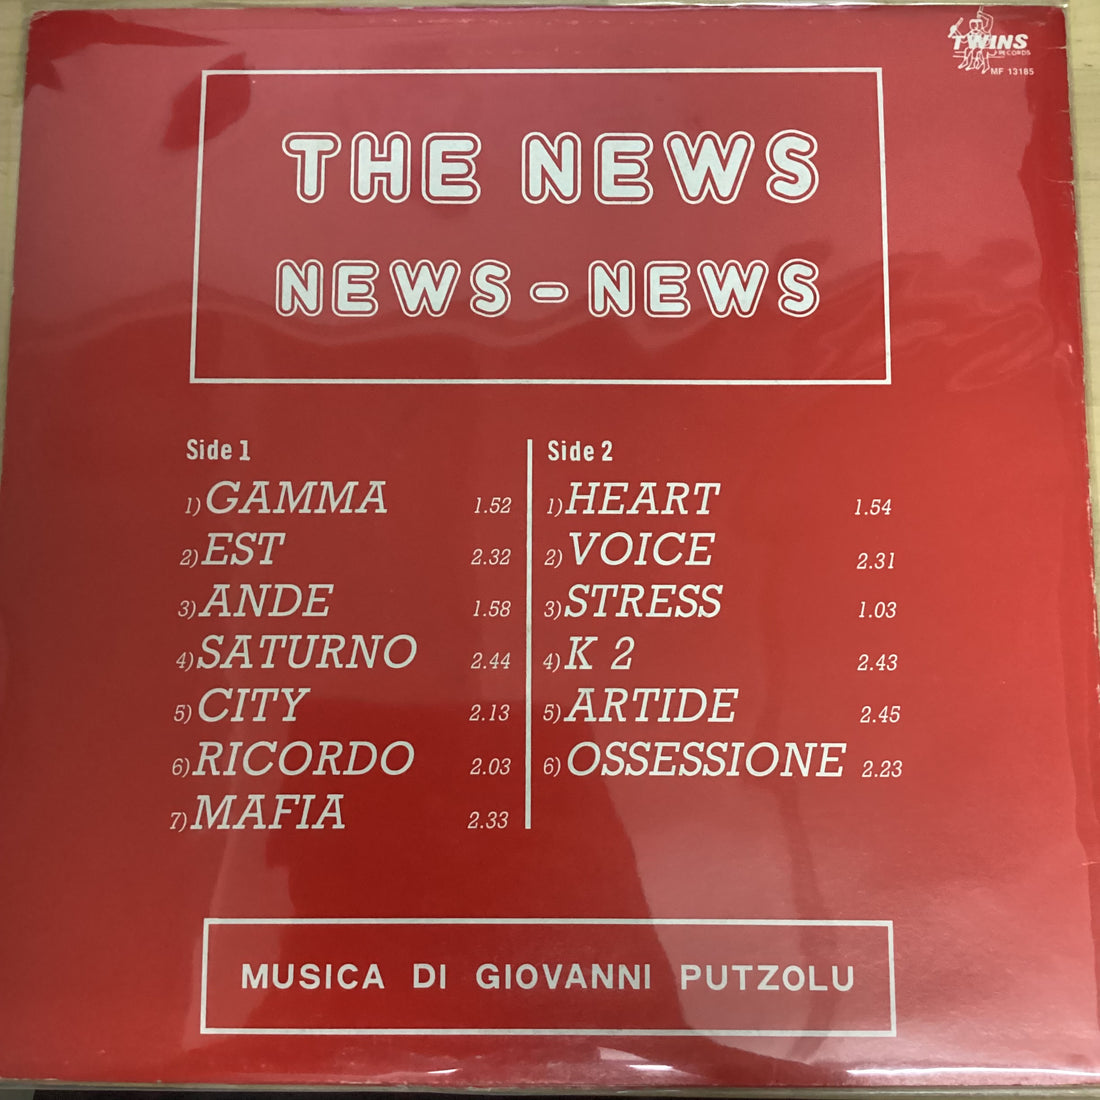 TWINS
RECORDS
MF 13185
THE NEWS
NEWS-NEWS
Side 1
1) GAMMA 1.52
2) EST 2.32
3) ANDE 1.58
4) SATURNO 2.44
5) CITY 2.13
6) RICORDO 2.03
7) MAFIA 2.33
Side 2
1) HEART 1.54
2) VOICE 2.31
3) STRESS 1.03
4) K 2 2.43
5) ARTIDE 2.45
6) OSSESSIONE 2.23
MUSICA DI GIOVANNI PUTZOLU